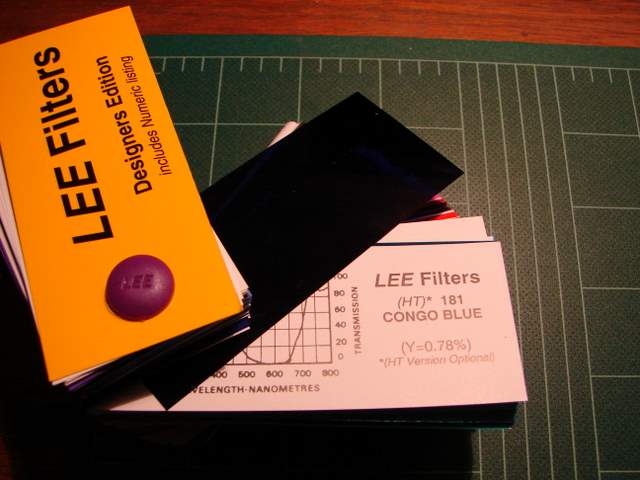 LEE Filters
Designers Edition
includes Numeric listing
LEE
LEE Filters
(HT)* 181
CONGO BLUE
(Y=0.78%)
*(HT Version Optional)
100
80
60
40
20
0
TRANSMISSION
400 500 600 700 800
VELENGTH-NANOMETRES